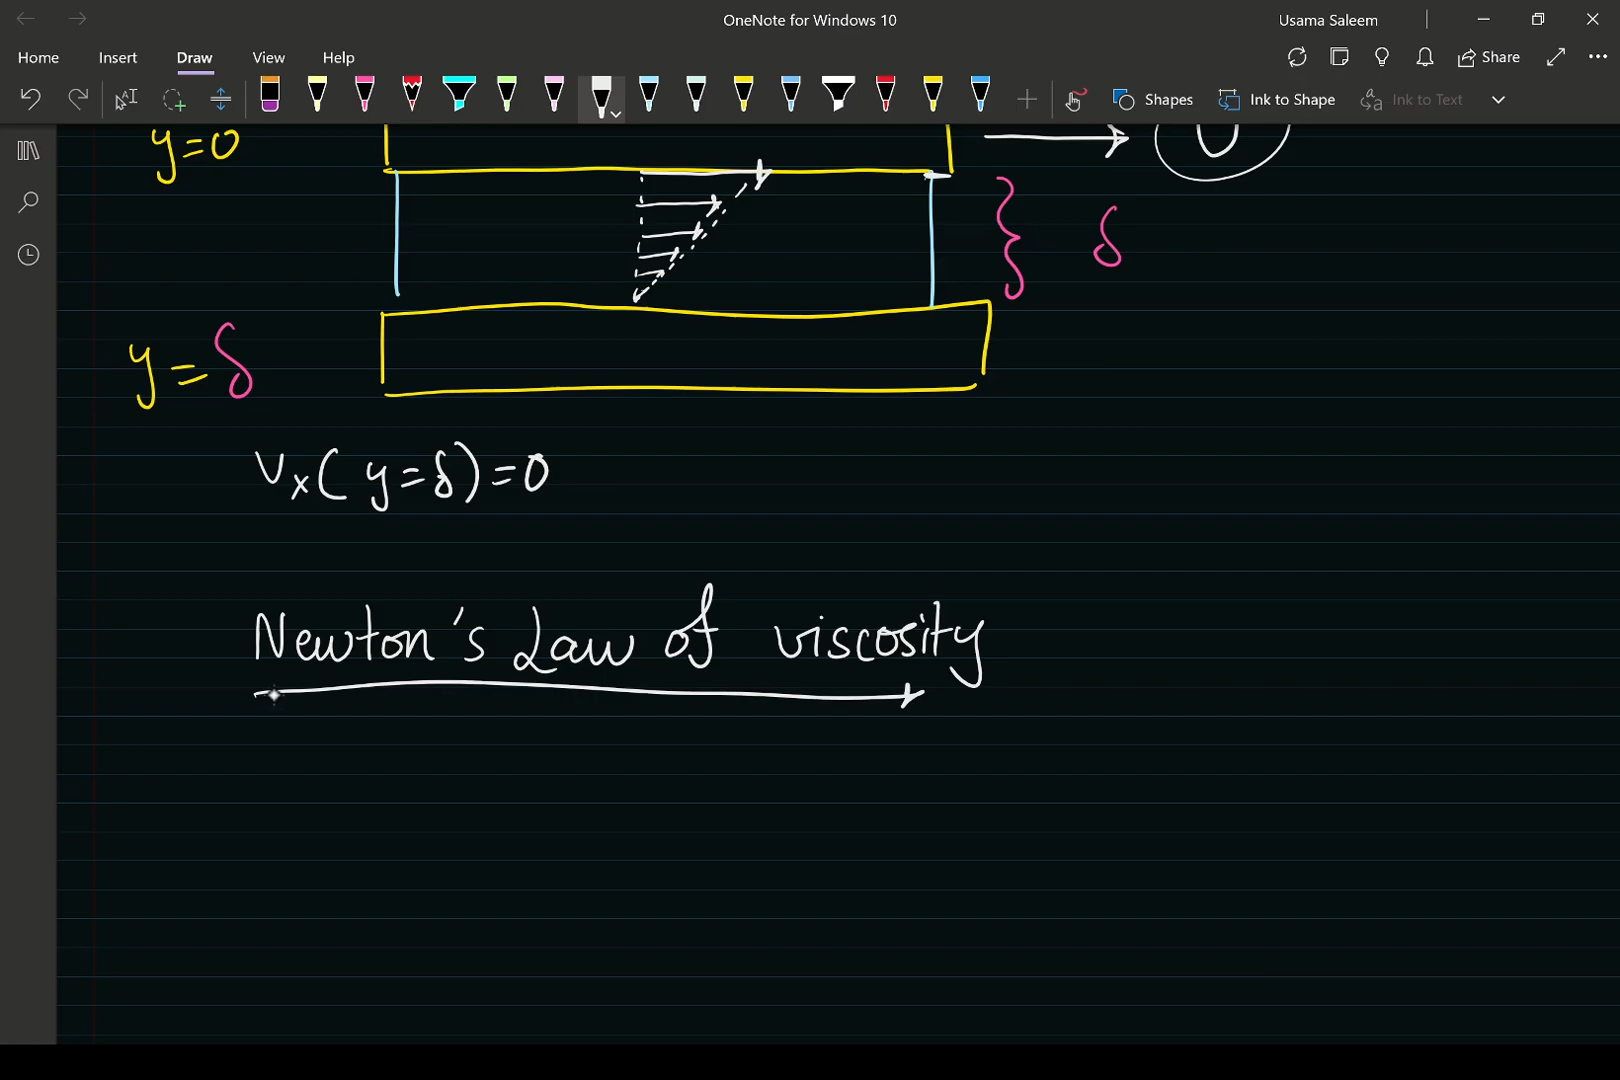 OneNote for Windows 10
Usama Saleem
Home Insert Draw View Help
Share
Shapes
Ink to Shape
Ink to Text
y=0
U
δ
y=δ
Vx(y=δ)=0
Newton's Law of viscosity